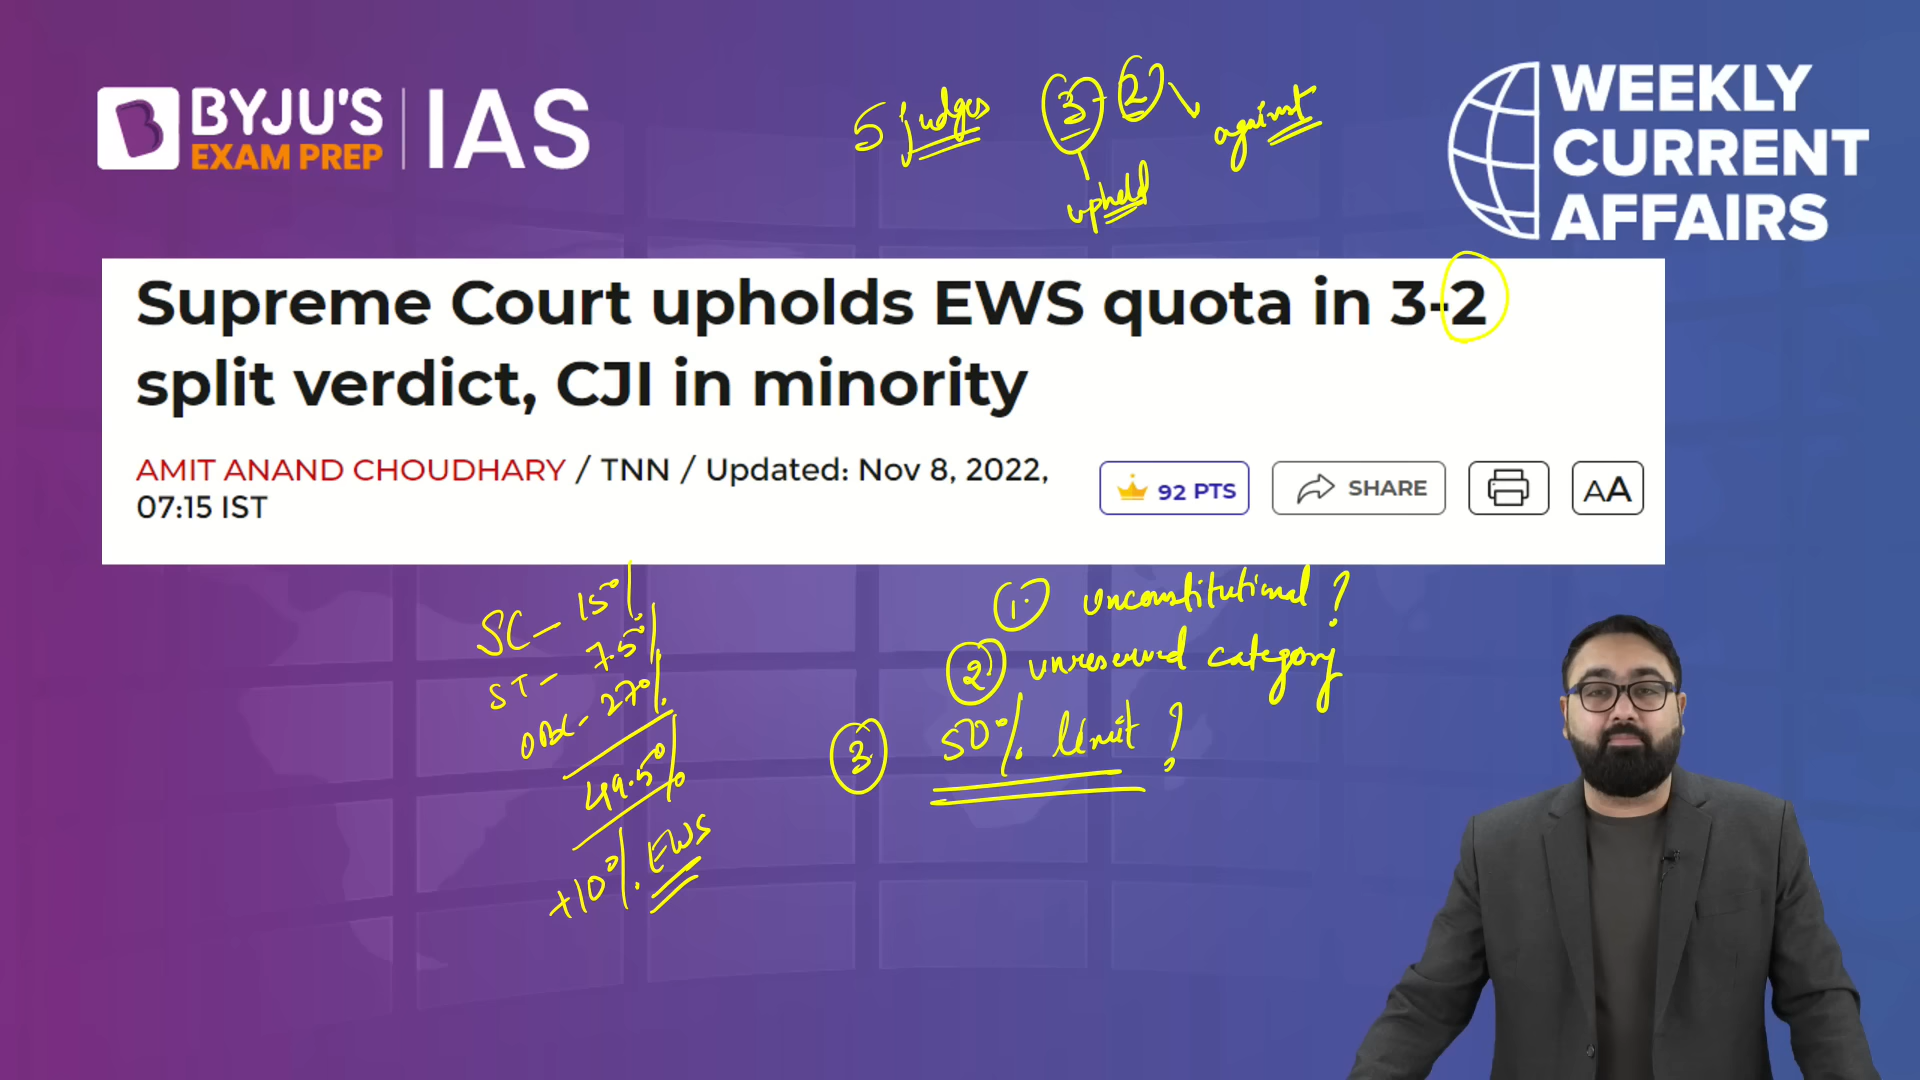 BYJU'S
EXAM PREP
IAS
5 judges 3-2 against
upheld
WEEKLY
CURRENT
AFFAIRS
Supreme Court upholds EWS quota in 3-2
split verdict, CJI in minority
AMIT ANAND CHOUDHARY / TNN / Updated: Nov 8, 2022,
07:15 IST
92 PTS
SHARE
AA
SC - 15%
ST - 7.5%
OBC - 27%
49.5%
+10% EWS
1. unconstitutional?
2. unreserved category
3 50% limit?